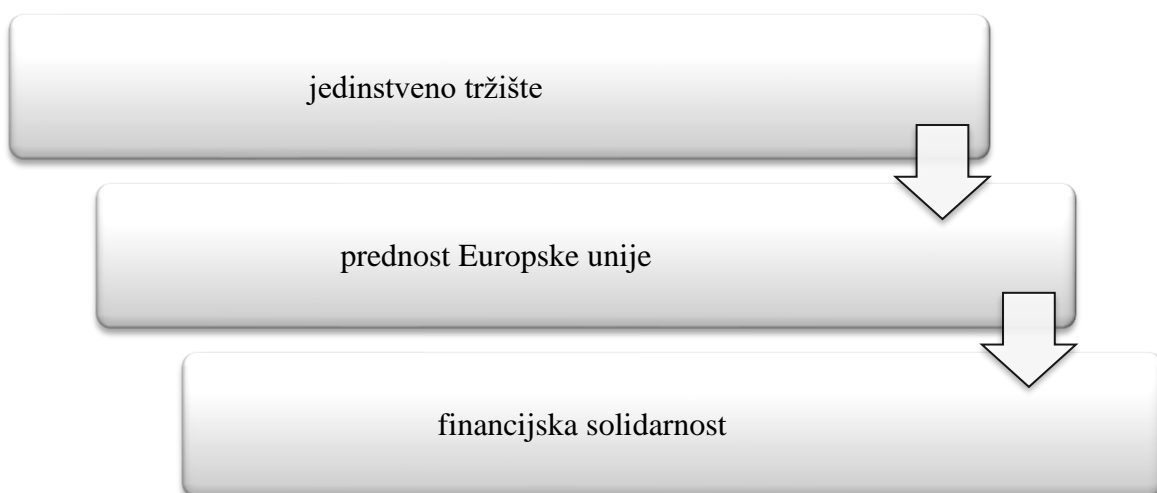 jedinstveno tržište
prednost Europske unije
financijska solidarnost